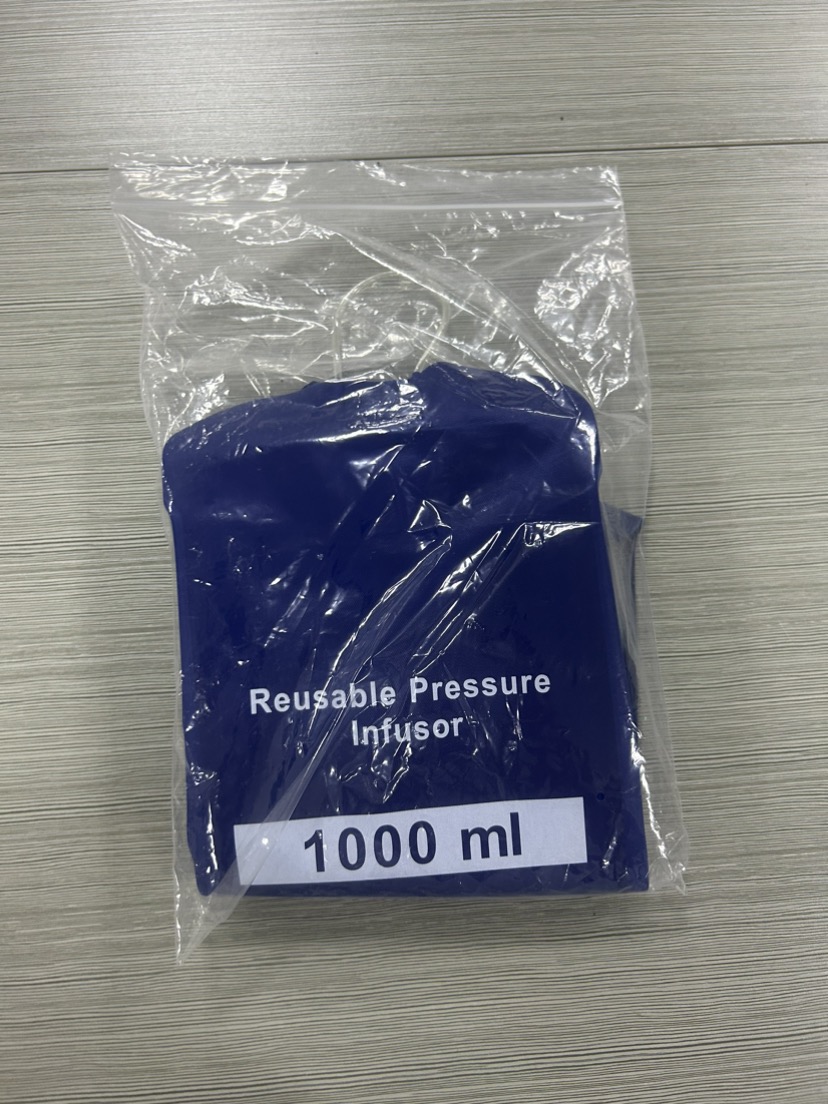 Reusable Pressure
Infusor
1000 ml